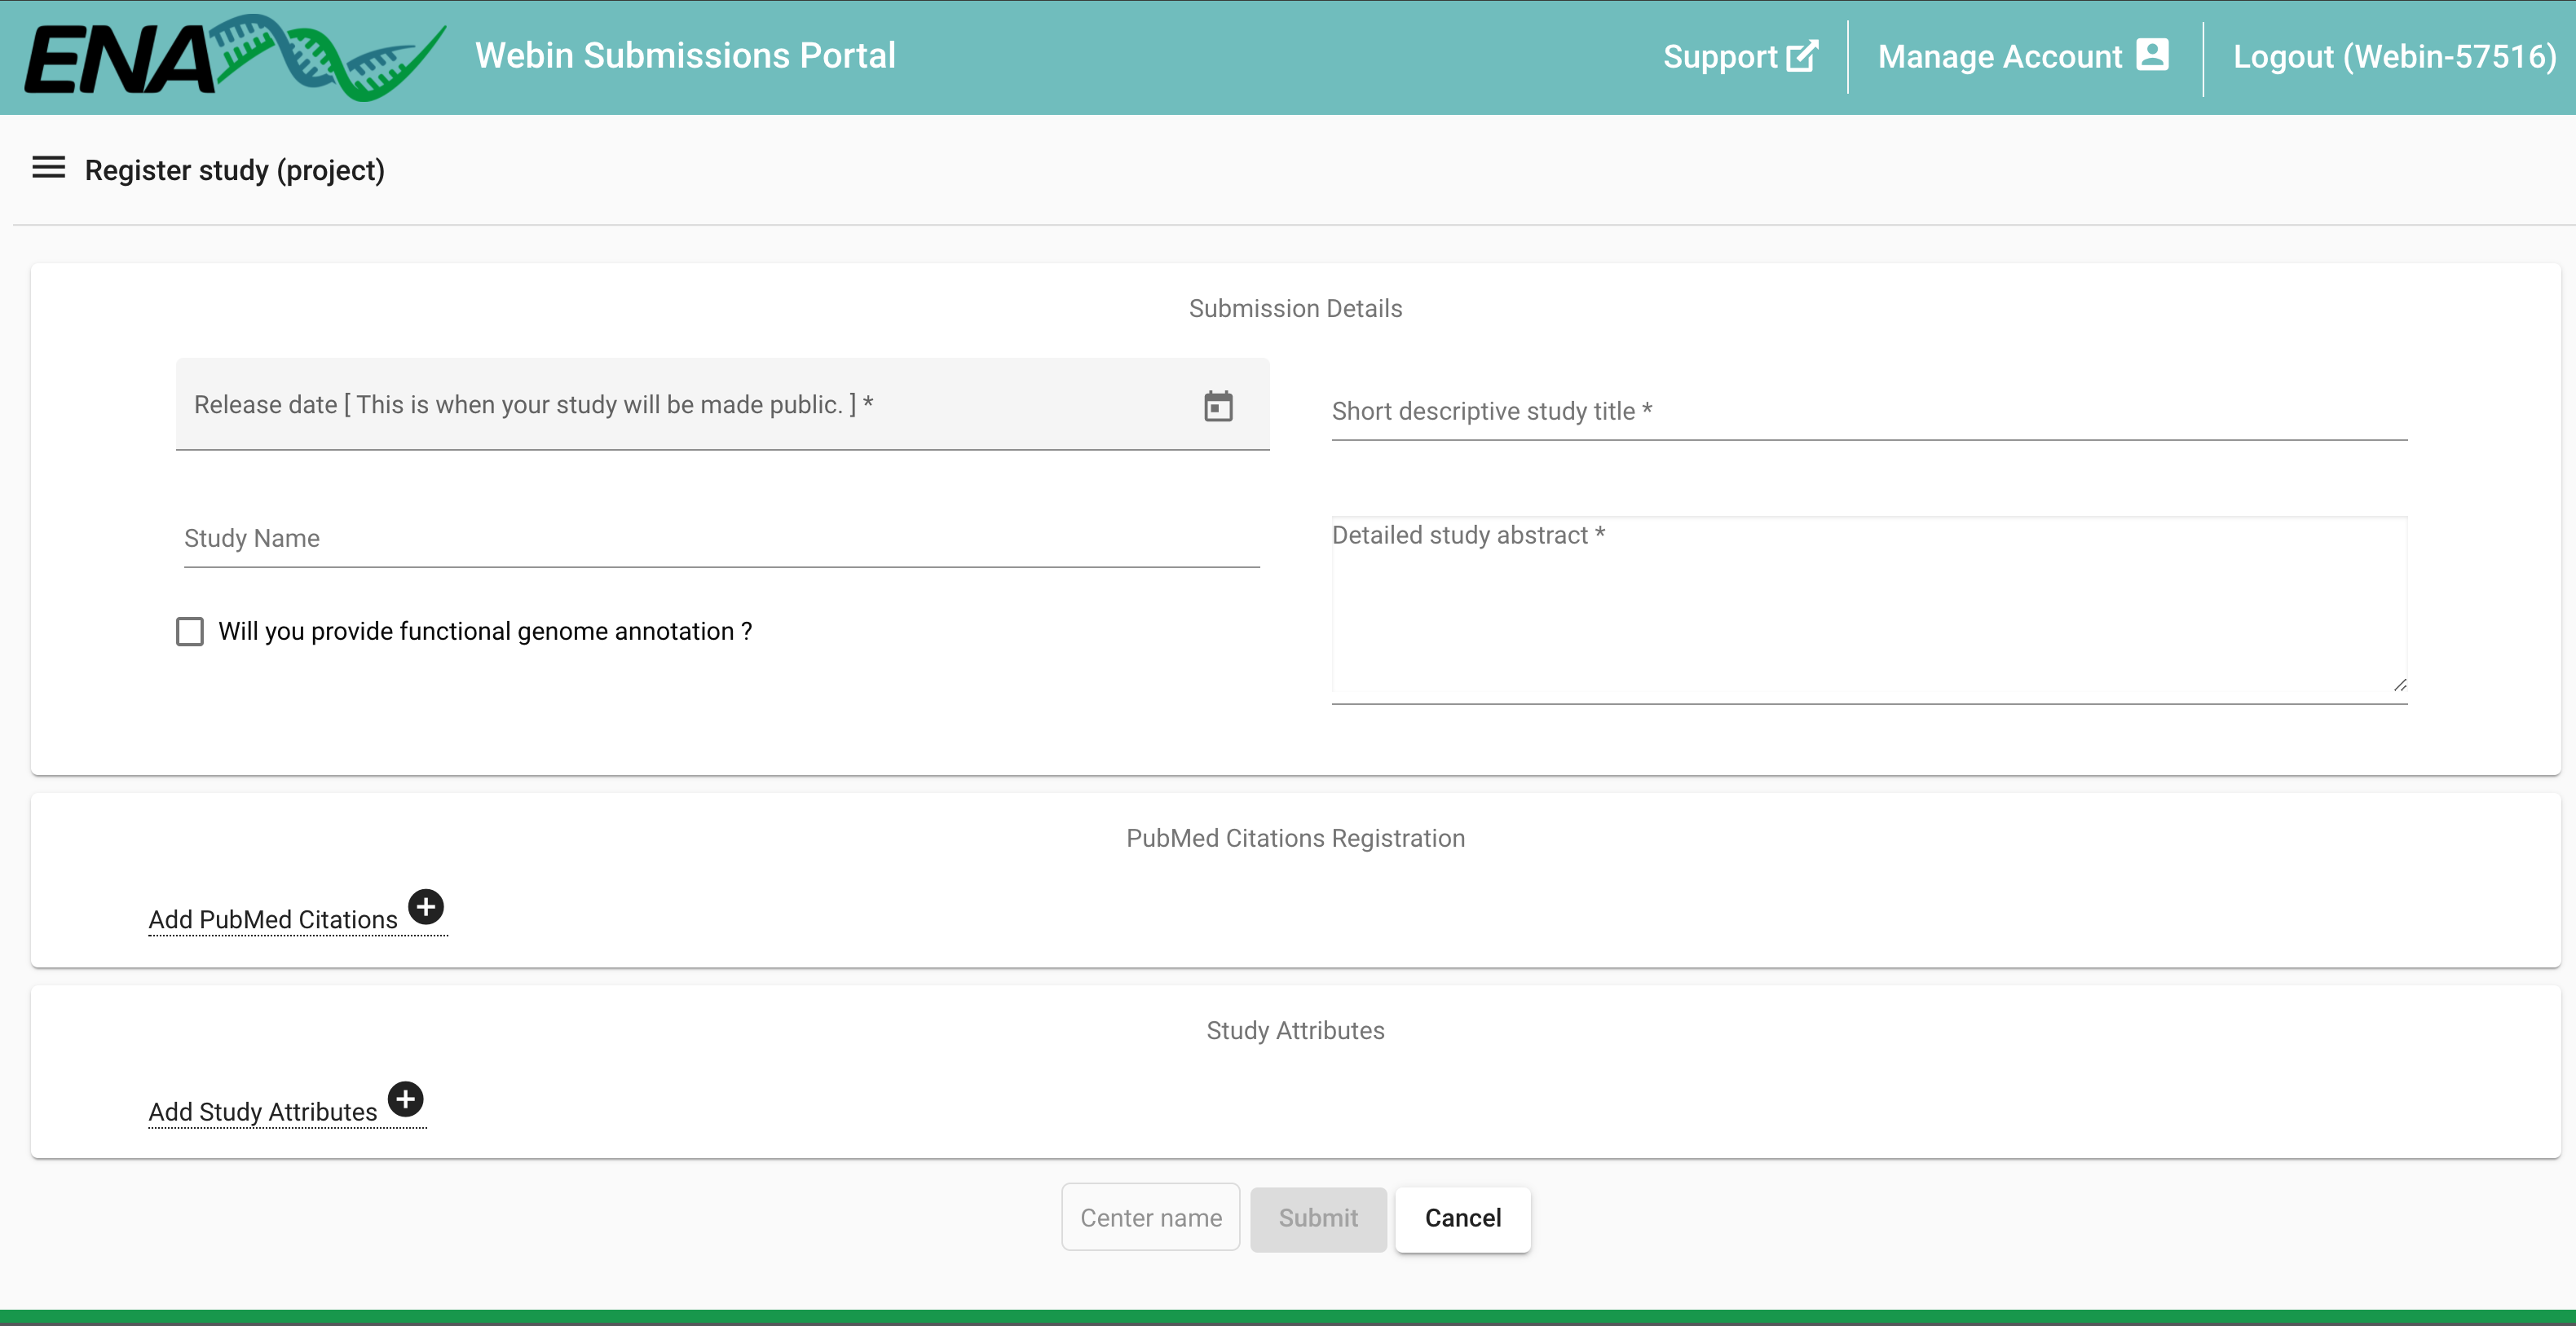 ENA Webin Submissions Portal Support Manage Account Logout (Webin-57516)
Register study (project)
Submission Details
Release date [ This is when your study will be made public. ] *
Short descriptive study title *
Study Name
Detailed study abstract *
Will you provide functional genome annotation ?
PubMed Citations Registration
Add PubMed Citations
Study Attributes
Add Study Attributes
Center name Submit Cancel